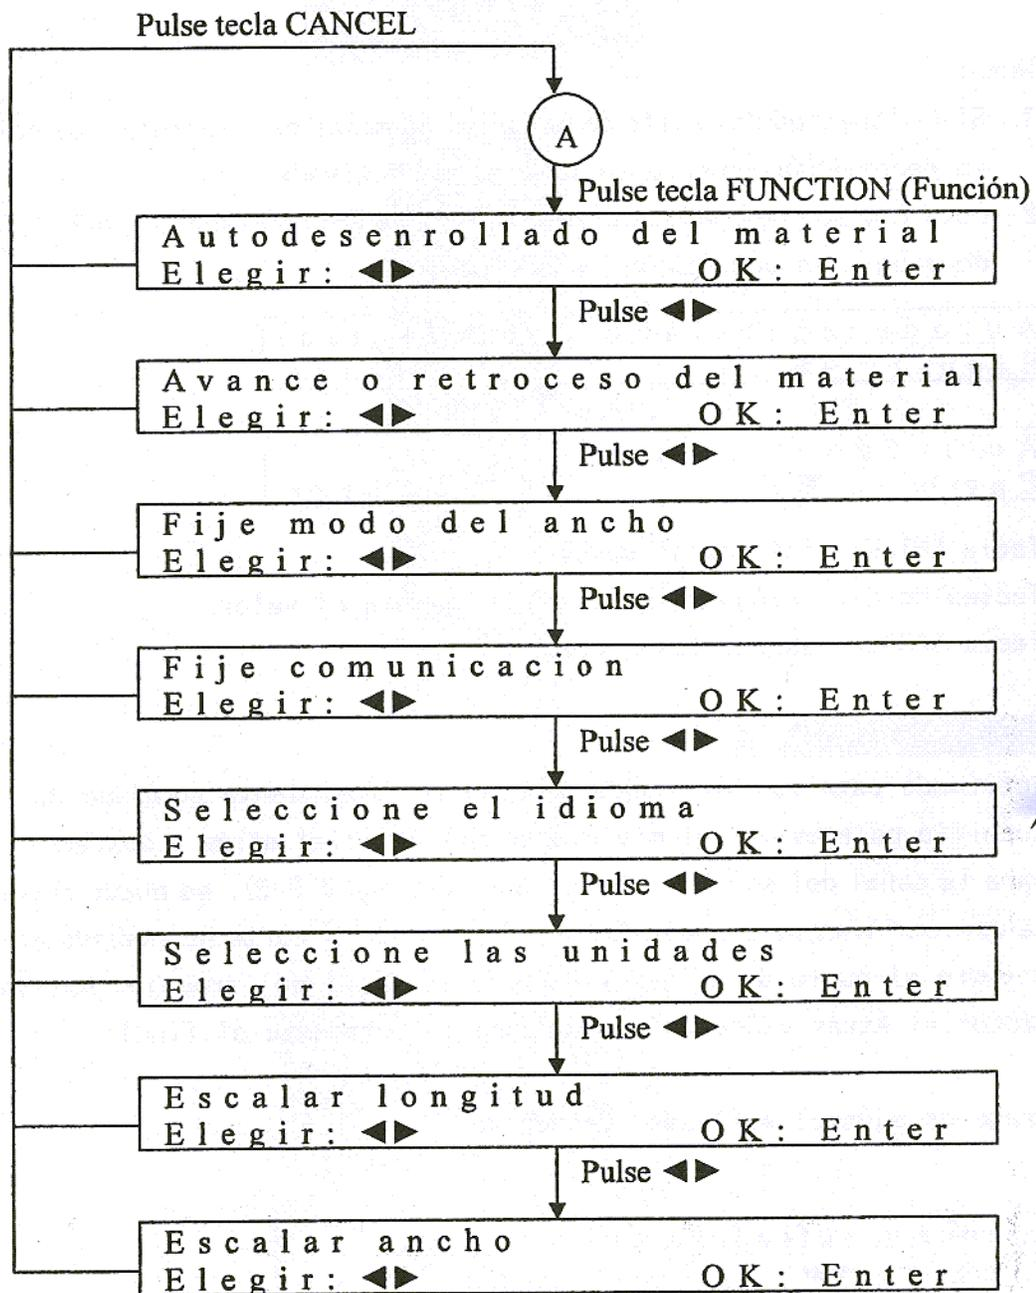 Pulse tecla CANCEL
A
Pulse tecla FUNCTION (Función)
Autodesenrollado del material
Elegir: ◀▶ OK: Enter
Pulse ◀▶
Avance o retroceso del material
Elegir: ◀▶ OK: Enter
Pulse ◀▶
Fije modo del ancho
Elegir: ◀▶ OK: Enter
Pulse ◀▶
Fije comunicacion
Elegir: ◀▶ OK: Enter
Pulse ◀▶
Seleccione el idioma
Elegir: ◀▶ OK: Enter
Pulse ◀▶
Seleccione las unidades
Elegir: ◀▶ OK: Enter
Pulse ◀▶
Escalar longitud
Elegir: ◀▶ OK: Enter
Pulse ◀▶
Escalar ancho
Elegir: ◀▶ OK: Enter